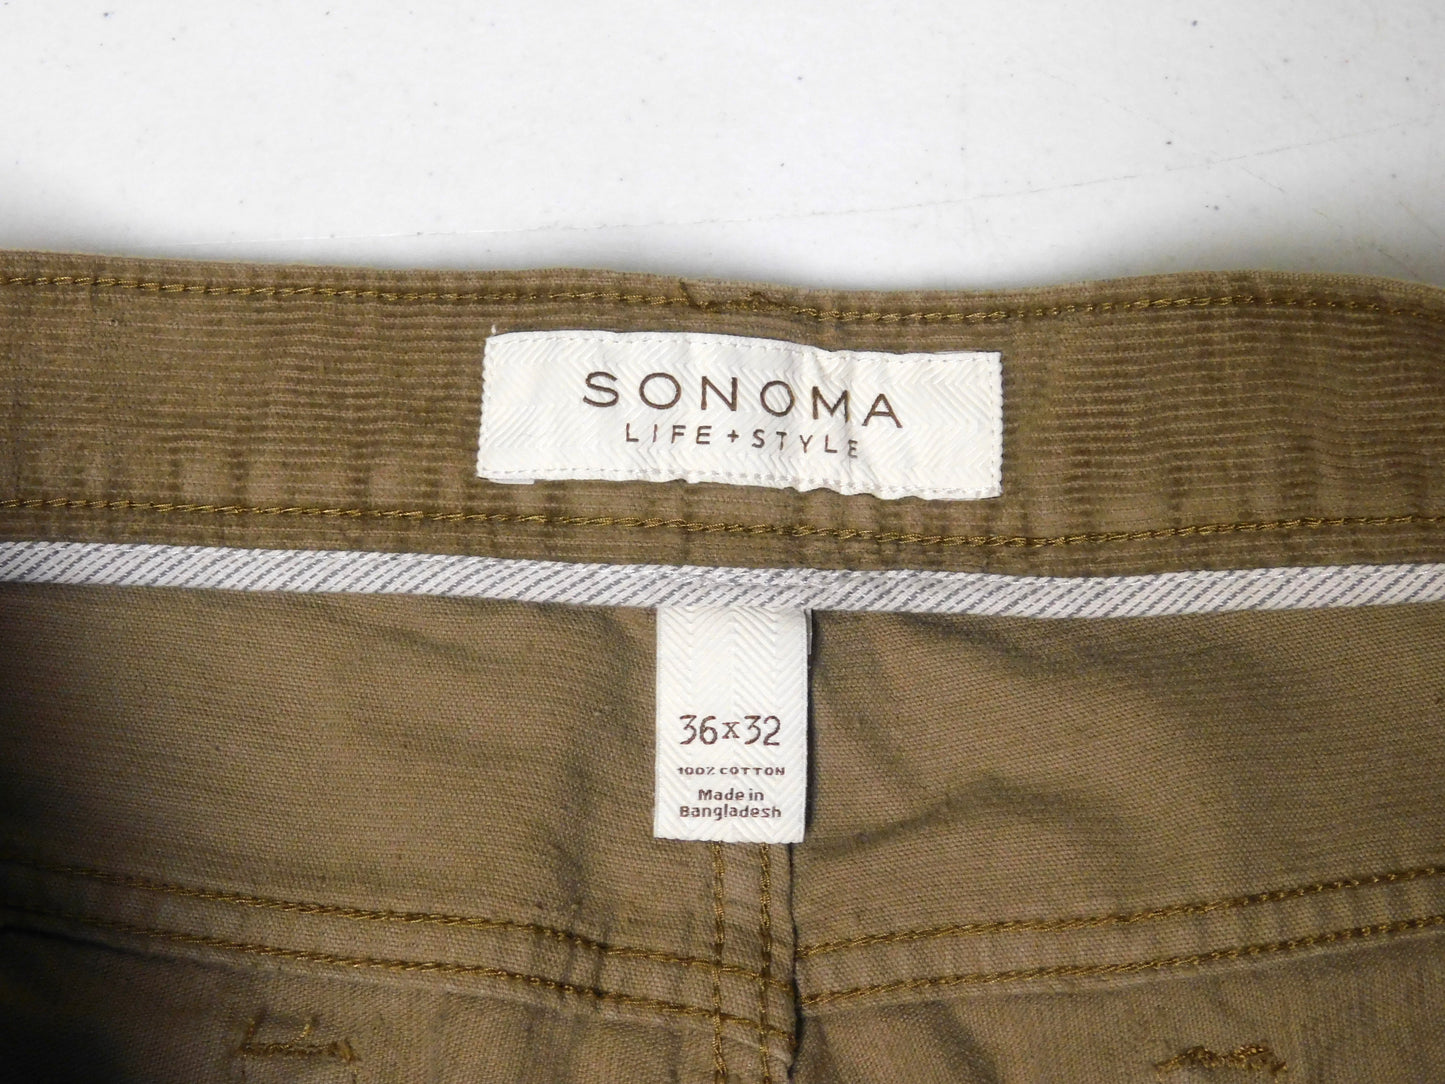 SONOMA
LIFE + STYLE
36x32
100% COTTON
Made in
Bangladesh